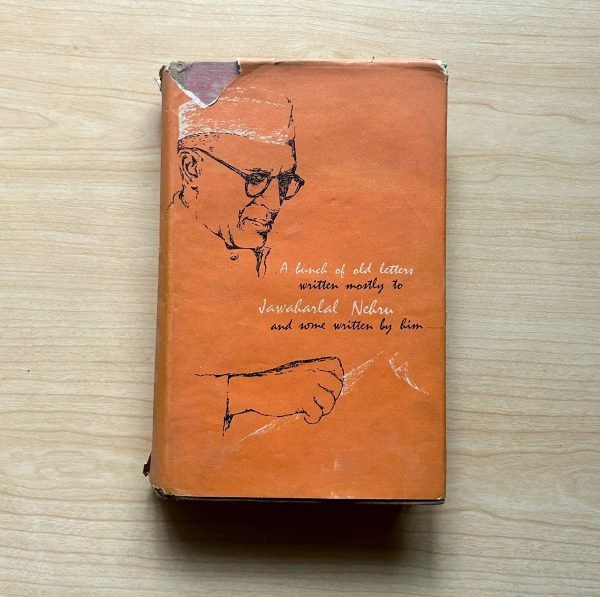 A bunch of old letters
written mostly to
Jawaharlal Nehru
and some written by him